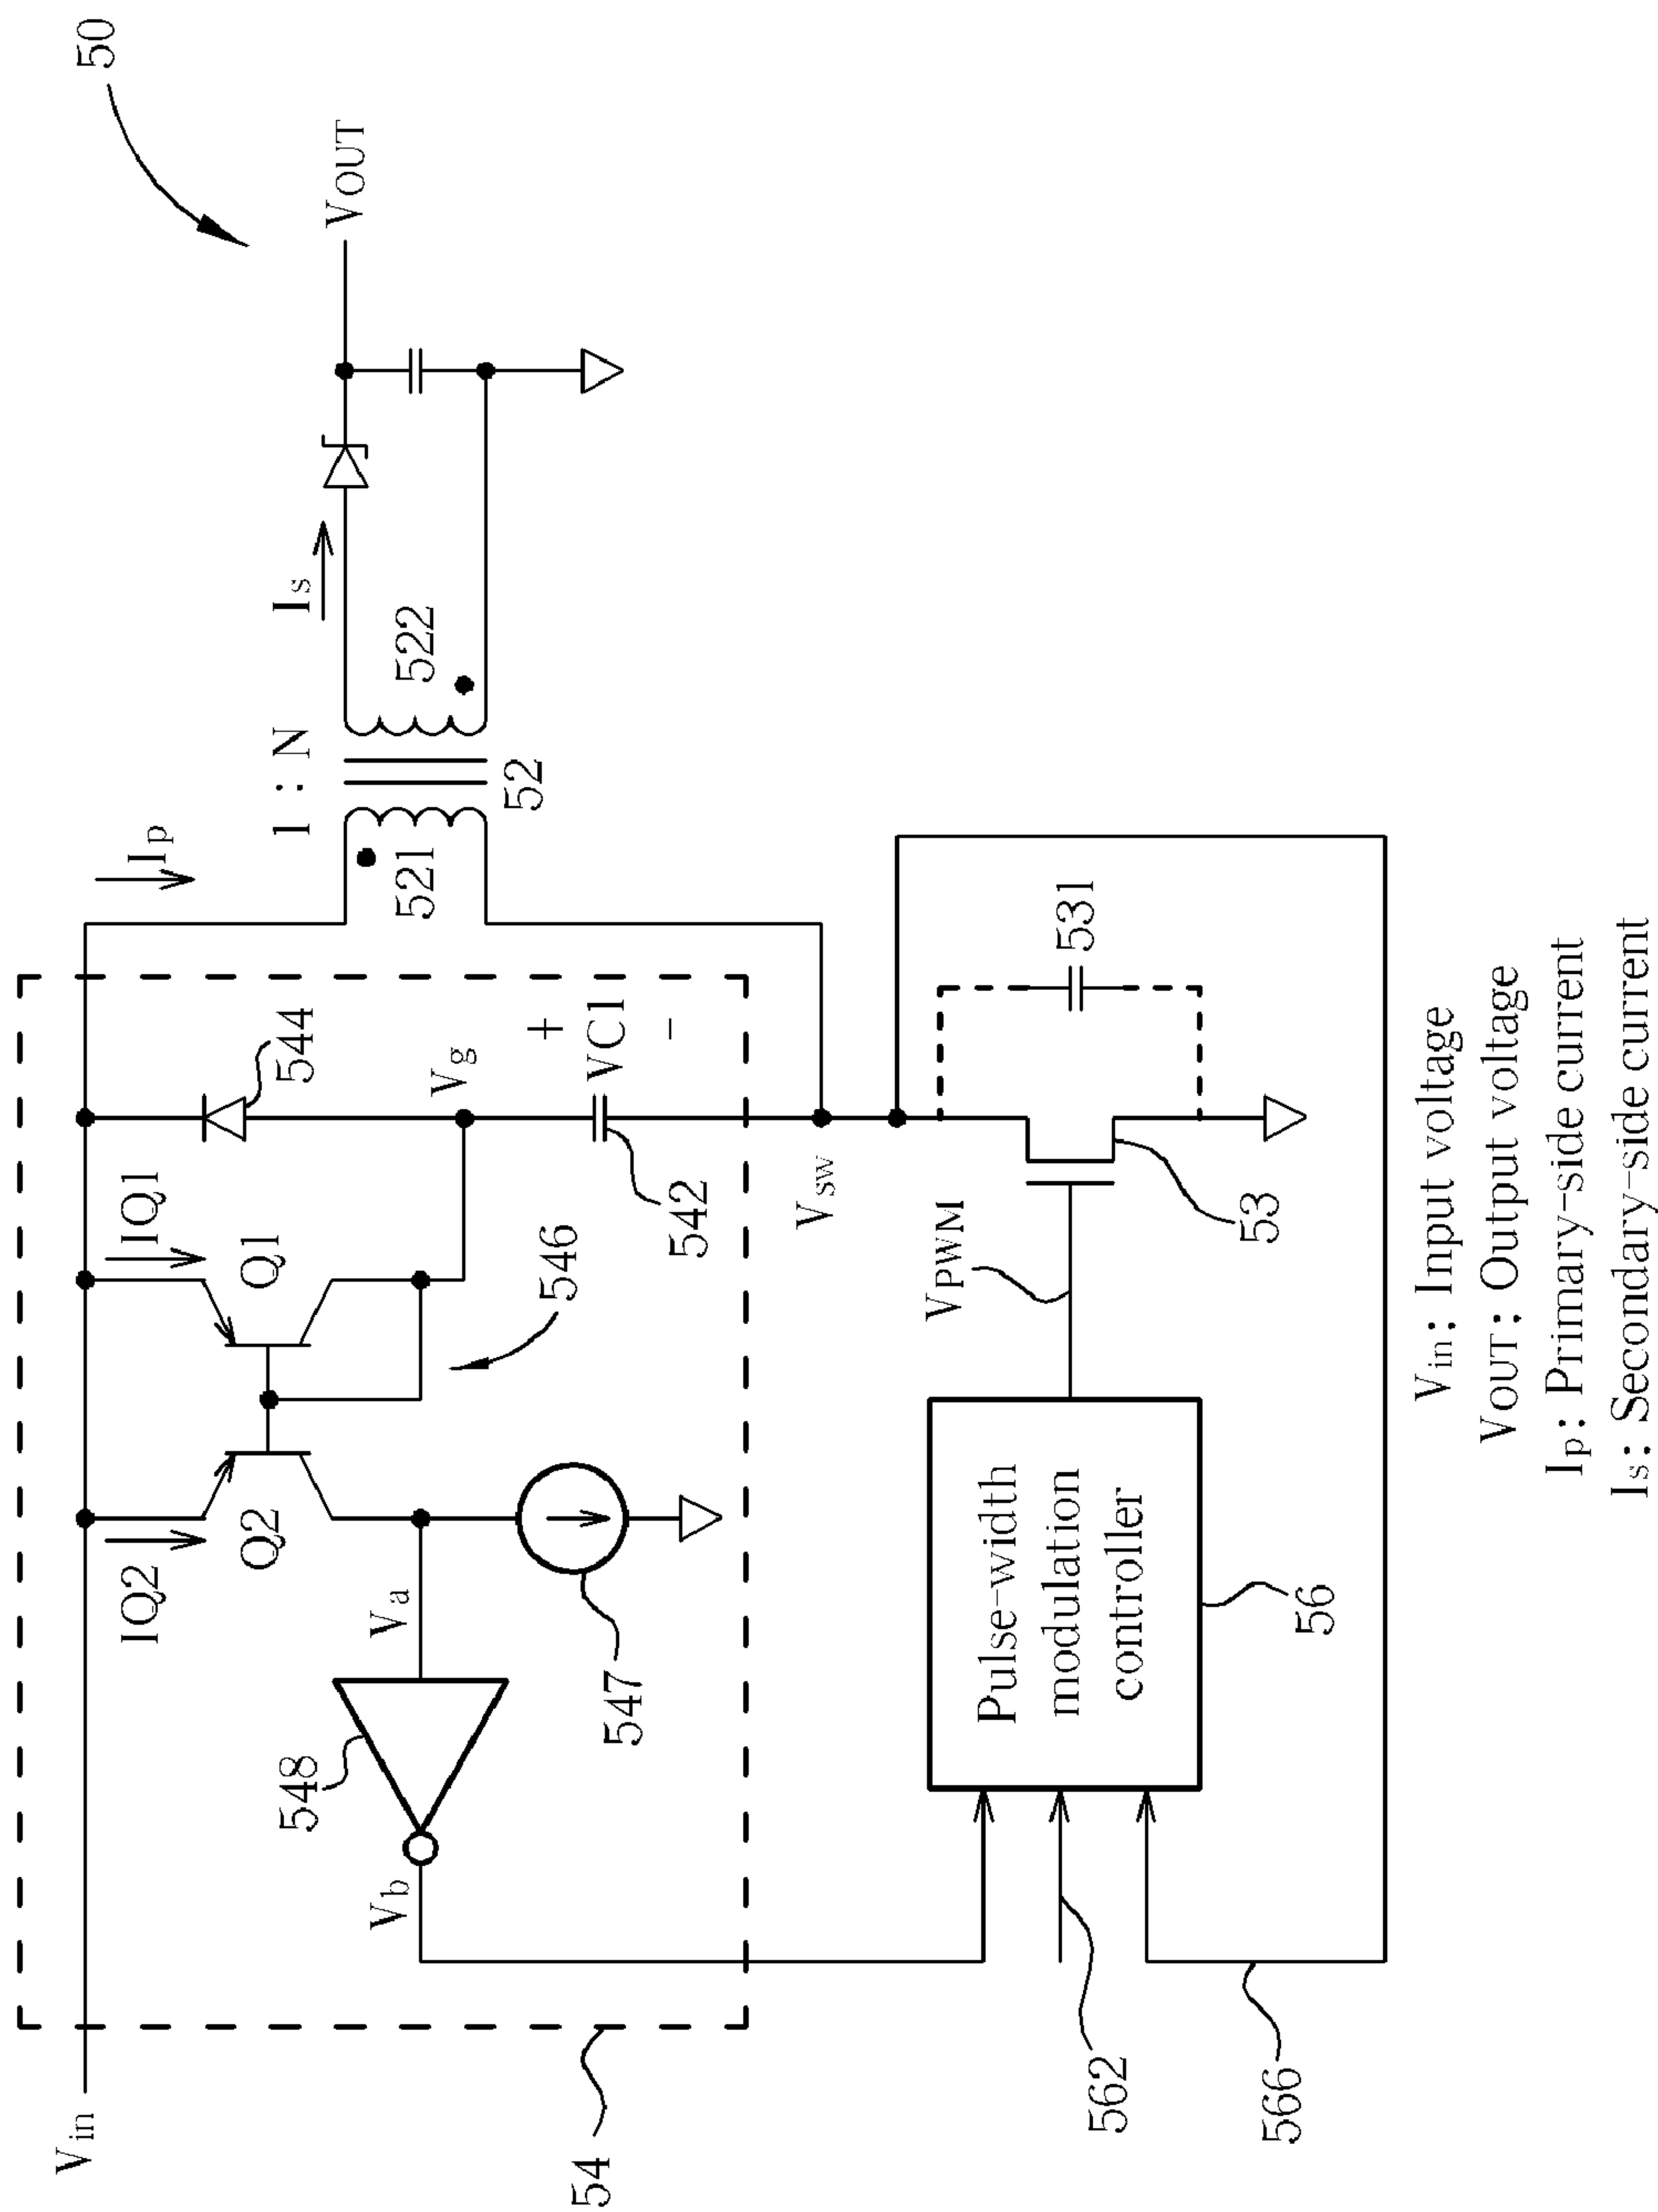 50
Vin
IQ2
IQ1
Ip
1 : N
Is
VOUT
Q2
Q1
544
548
Vb
Va
546
Vg
+
VC1
-
521
522
52
547
542
54
Vsw
VPWM
531
53
Pulse-width
modulation
controller
56
562
566
Vin: Input voltage
VOUT: Output voltage
Ip: Primary-side current
Is: Secondary-side current